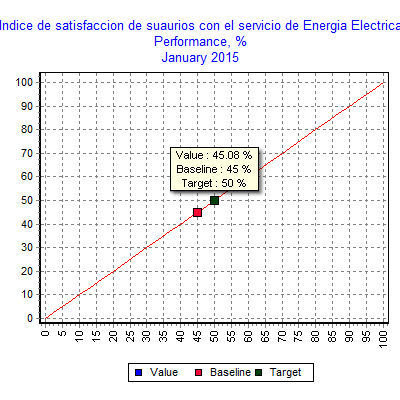 Indice de satisfaccion de suaurios con el servicio de Energia Electrica
Performance, %
January 2015
100
90
80
70
60
50
40
30
20
10
0
Value : 45.08 %
Baseline : 45 %
Target : 50 %
0 5 10 15 20 25 30 35 40 45 50 55 60 65 70 75 80 85 90 95 100
Value Baseline Target